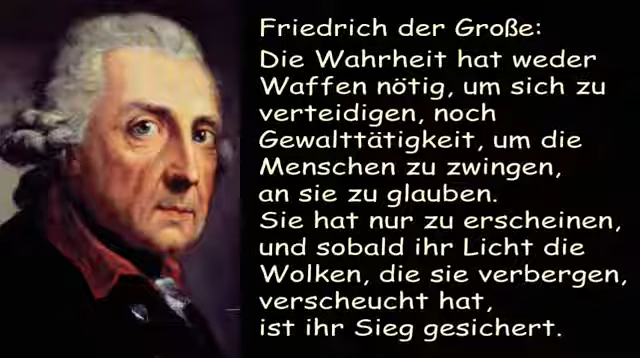 Friedrich der Große:
Die Wahrheit hat weder
Waffen nötig, um sich zu
verteidigen, noch
Gewalttätigkeit, um die
Menschen zu zwingen,
an sie zu glauben.
Sie hat nur zu erscheinen,
und sobald ihr Licht die
Wolken, die sie verbergen,
verscheucht hat,
ist ihr Sieg gesichert.